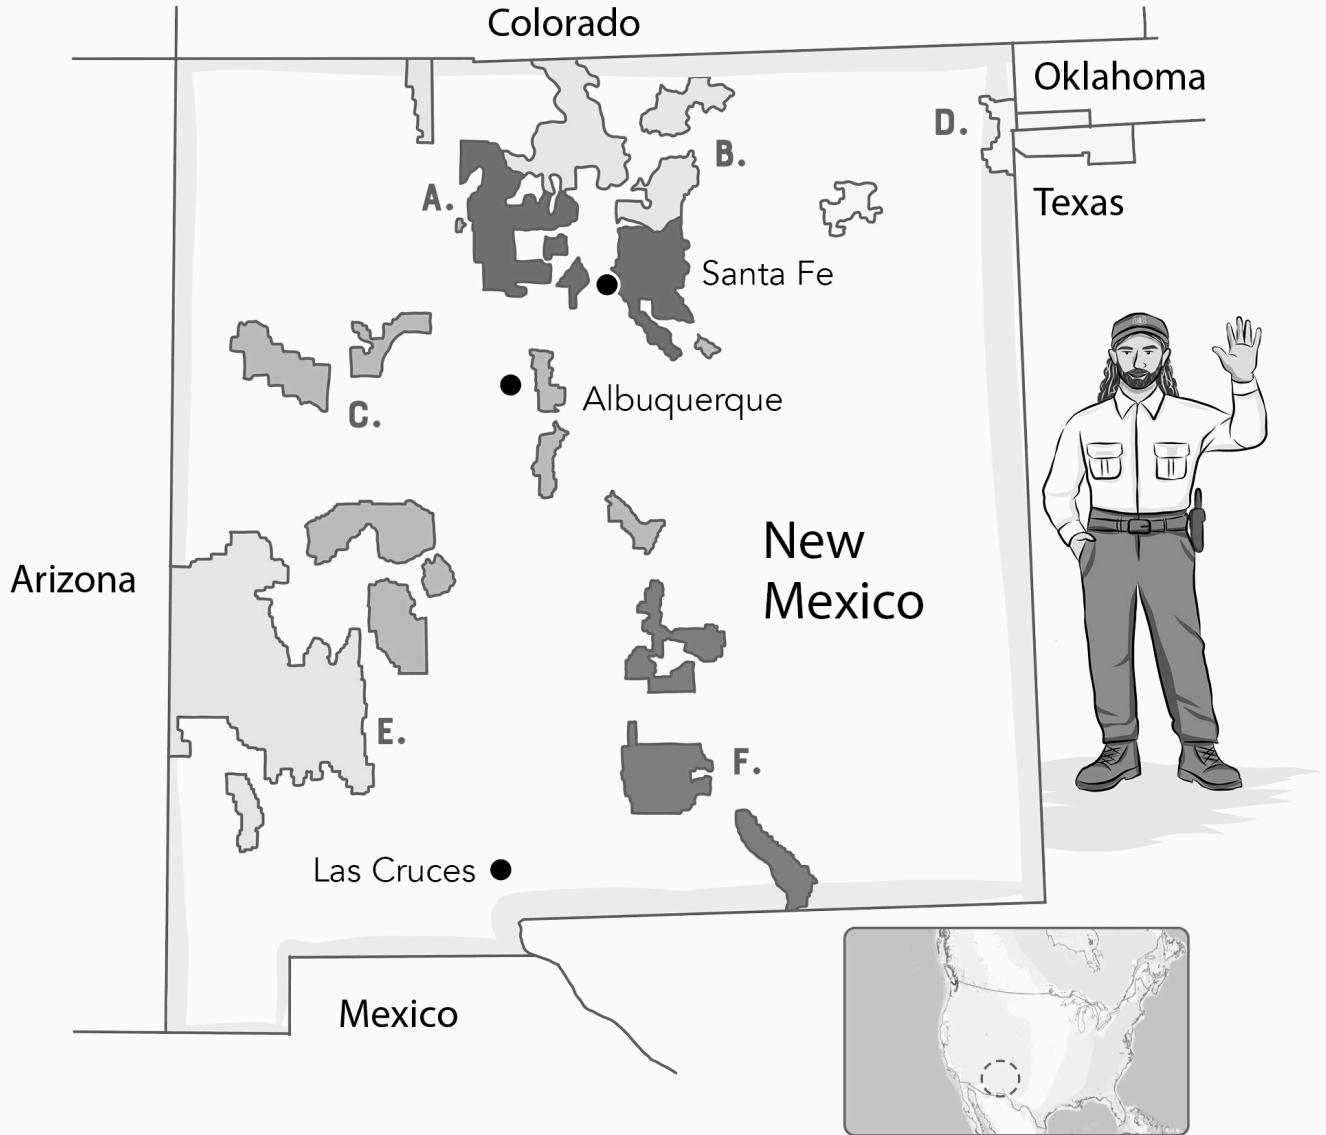 Colorado
Oklahoma
D.
B.
A.
Texas
Santa Fe
Albuquerque
C.
New
Mexico
Arizona
E.
F.
Las Cruces
Mexico